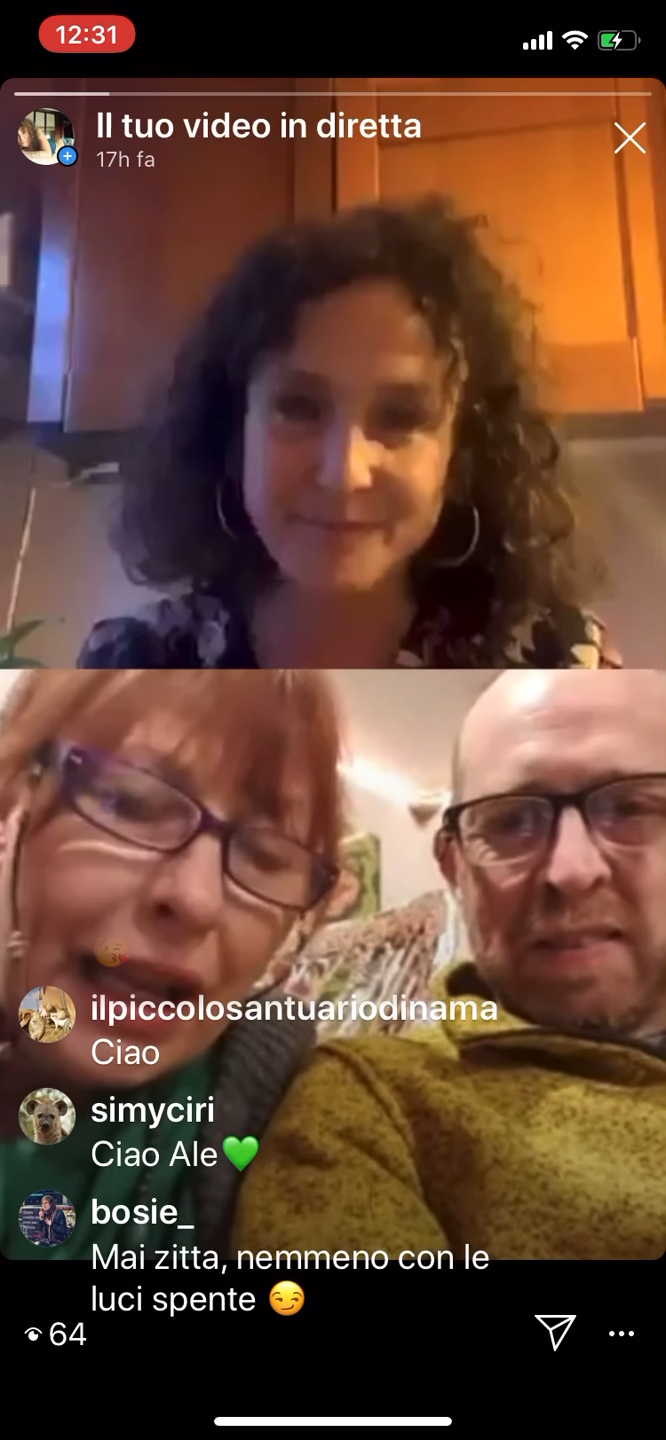 12:31
Il tuo video in diretta
17h fa
ilpiccolosantuariodinama
Ciao
simyciri
Ciao Ale💚
bosie_
Mai zitta, nemmeno con le
luci spente 😏
64